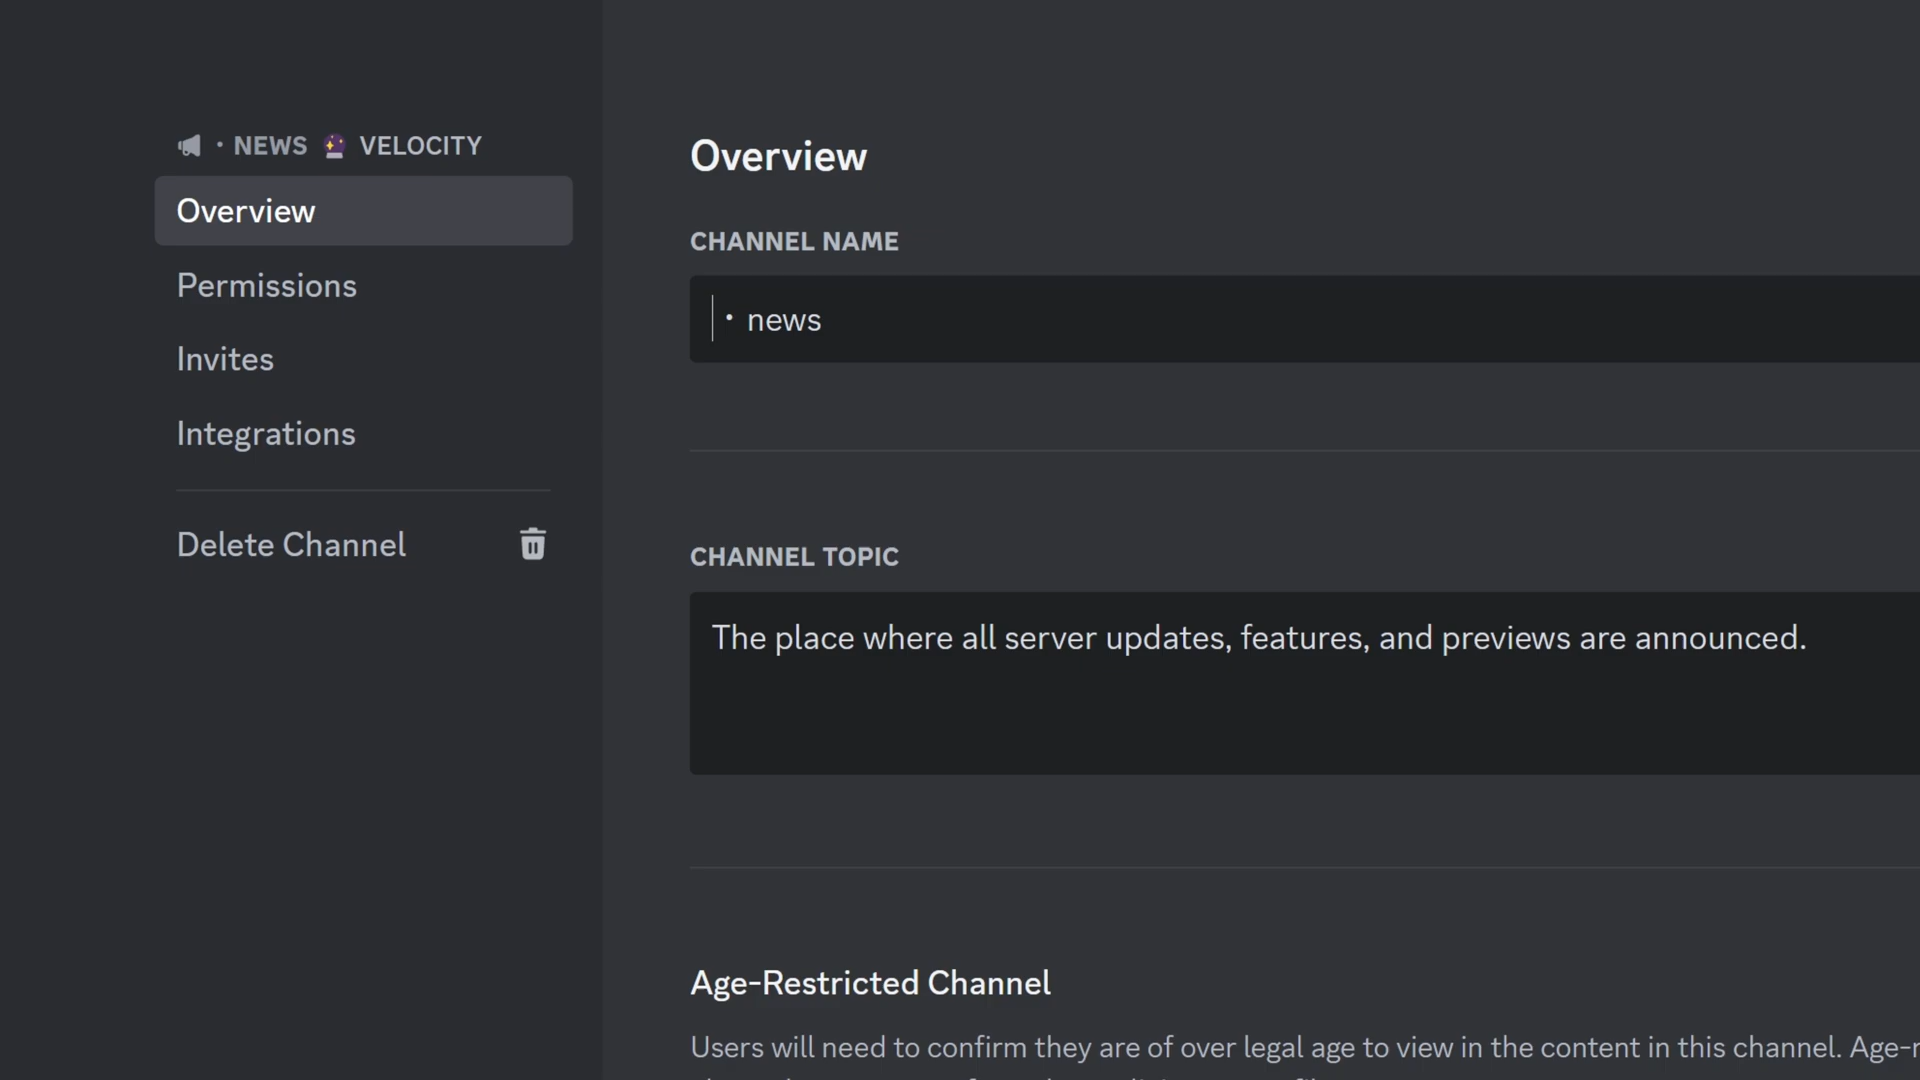 • NEWS 🔮 VELOCITY
Overview
Permissions
Invites
Integrations
Delete Channel
Overview
CHANNEL NAME
• news
CHANNEL TOPIC
The place where all server updates, features, and previews are announced.
Age-Restricted Channel
Users will need to confirm they are of over legal age to view in the content in this channel. Age-r